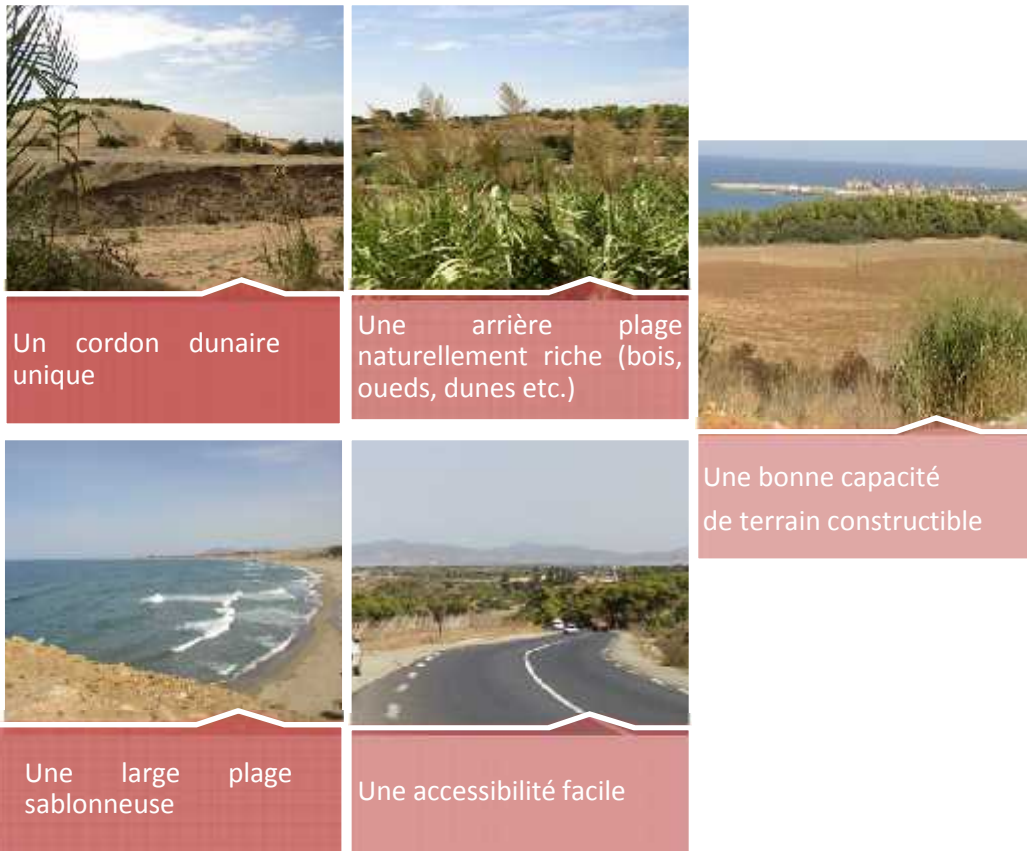 Un cordon dunaire
unique
Une arrière plage
naturellement riche (bois,
oueds, dunes etc.)
Une bonne capacité
de terrain constructible
Une large plage
sablonneuse
Une accessibilité facile